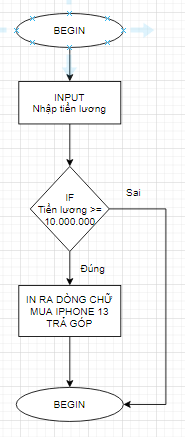 BEGIN
INPUT
Nhập tiền lương
IF
Tiền lương >=
10.000.000
Sai
Đúng
IN RA DÒNG CHỮ
MUA IPHONE 13
TRẢ GÓP
BEGIN